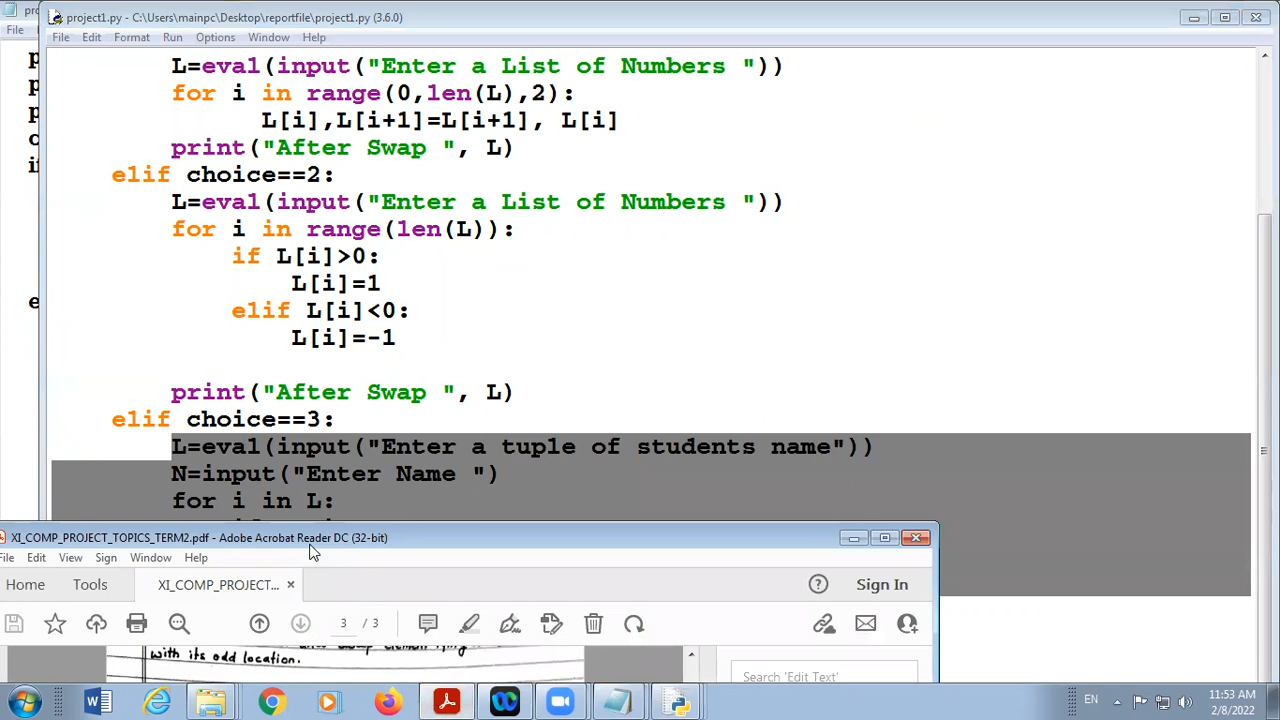 pr
project1.py - C:\Users\mainpc\Desktop\reportfile\project1.py (3.6.0)
File
File Edit Format Run Options Window Help
L=eval(input("Enter a List of Numbers "))
for i in range(0,len(L),2):
L[i],L[i+1]=L[i+1], L[i]
print("After Swap ", L)
elif choice==2:
L=eval(input("Enter a List of Numbers "))
for i in range(len(L)):
if L[i]>0:
L[i]=1
elif L[i]<0:
L[i]=-1
print("After Swap ", L)
elif choice==3:
L=eval(input("Enter a tuple of students name"))
N=input("Enter Name ")
for i in L:
XI_COMP_PROJECT_TOPICS_TERM2.pdf - Adobe Acrobat Reader DC (32-bit)
File Edit View Sign Window Help
Home Tools XI_COMP_PROJECT... × Sign In
3 / 3
with its odd location.
Search 'Edit Text'
EN
11:53 AM
2/8/2022